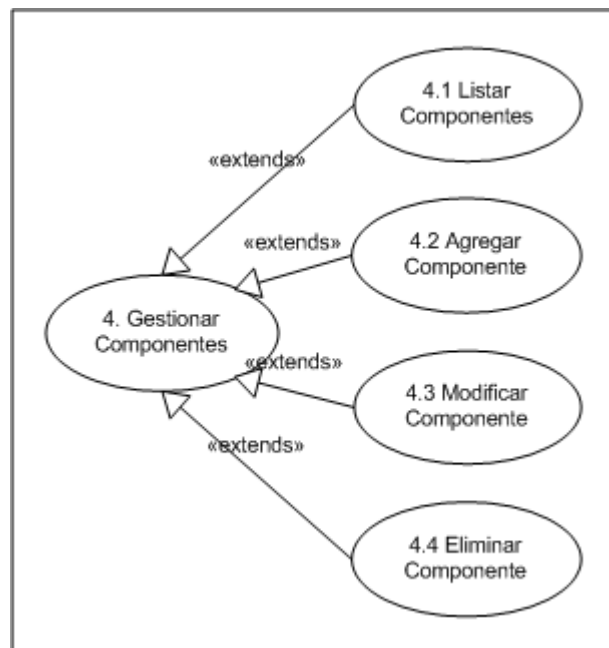 4.1 Listar
Componentes
«extends»
4.2 Agregar
Componente
«extends»
4. Gestionar
Componentes
«extends»
4.3 Modificar
Componente
«extends»
4.4 Eliminar
Componente